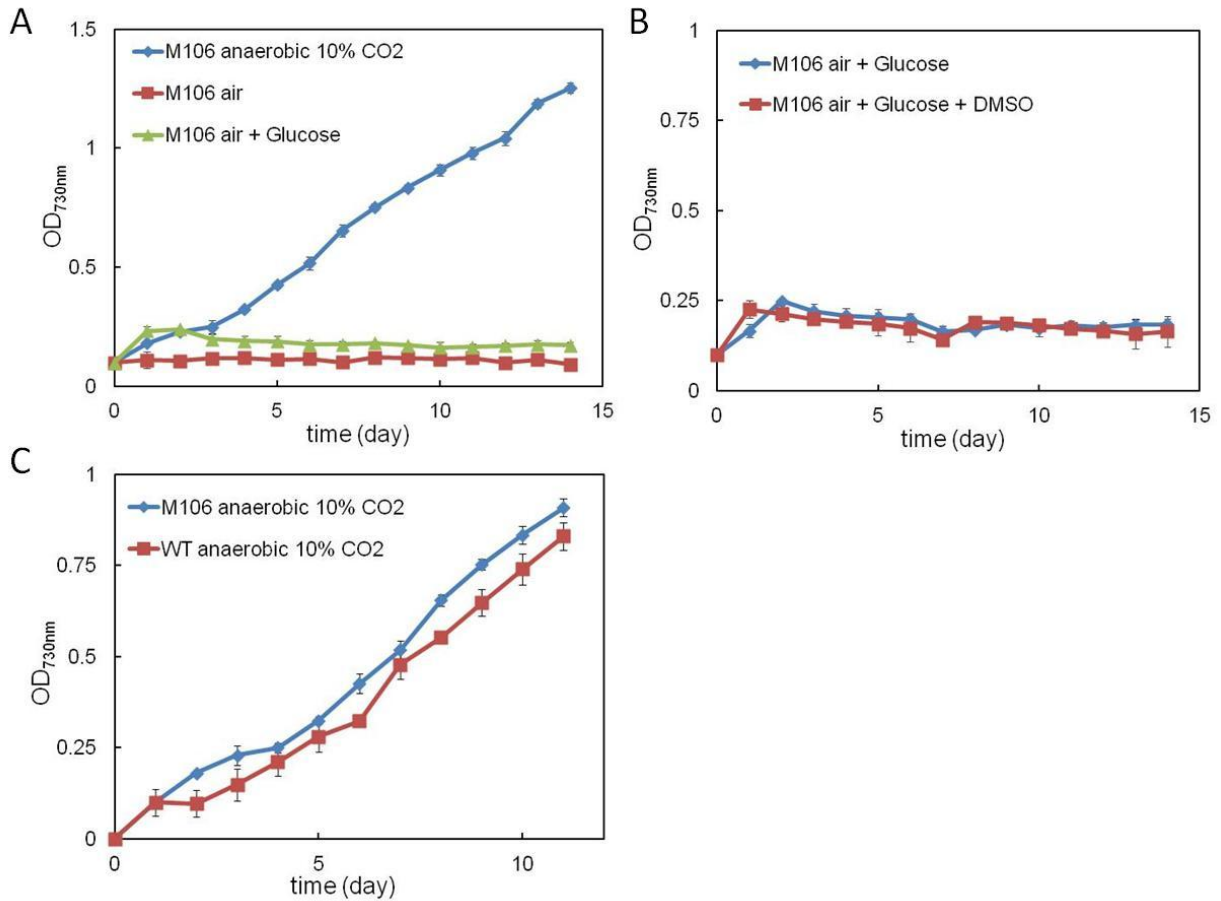 A
1.5
M106 anaerobic 10% CO2
M106 air
M106 air + Glucose
1
0.5
0
OD730nm
0 5 10 15
time (day)
B
1
M106 air + Glucose
M106 air + Glucose + DMSO
0.75
0.5
0.25
0
OD730nm
0 5 10 15
time (day)
C
1
M106 anaerobic 10% CO2
WT anaerobic 10% CO2
0.75
0.5
0.25
0
OD730nm
0 5 10
time (day)